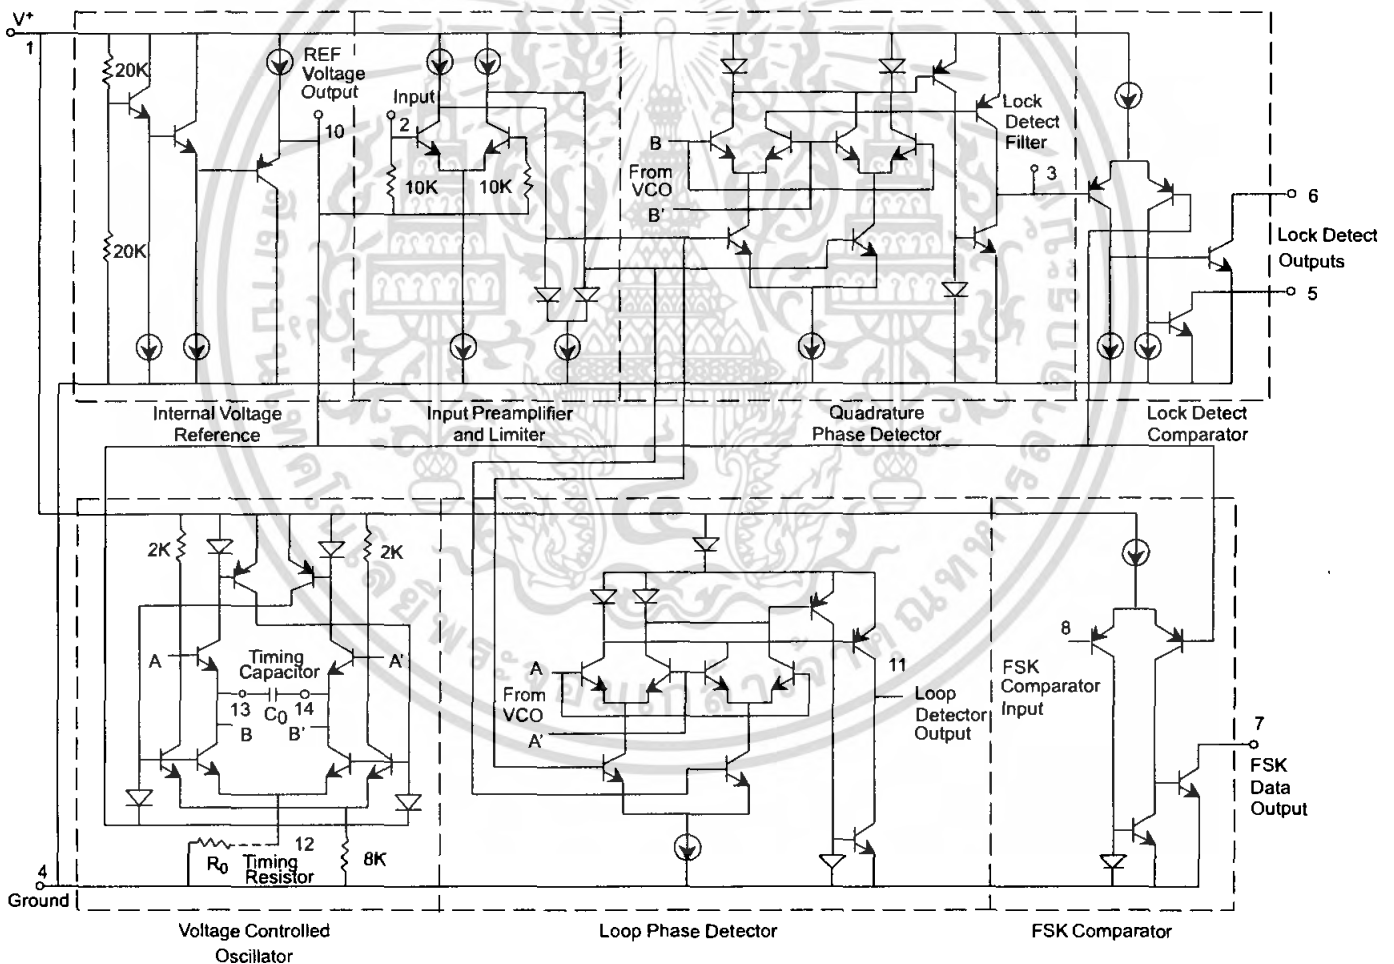 V+
1
20K
20K
REF
Voltage
Output
10
Input
2
10K
10K
B
From
VCO
B'
Lock
Detect
Filter
3
6
Lock Detect
Outputs
5
Internal Voltage
Reference
Input Preamplifier
and Limiter
Quadrature
Phase Detector
Lock Detect
Comparator
2K
2K
A
A'
Timing
Capacitor
13
C0
14
B
B'
12
R0
Timing
Resistor
8K
4
Ground
A
From
VCO
A'
11
Loop
Detector
Output
8
FSK
Comparator
Input
7
FSK
Data
Output
Voltage Controlled
Oscillator
Loop Phase Detector
FSK Comparator